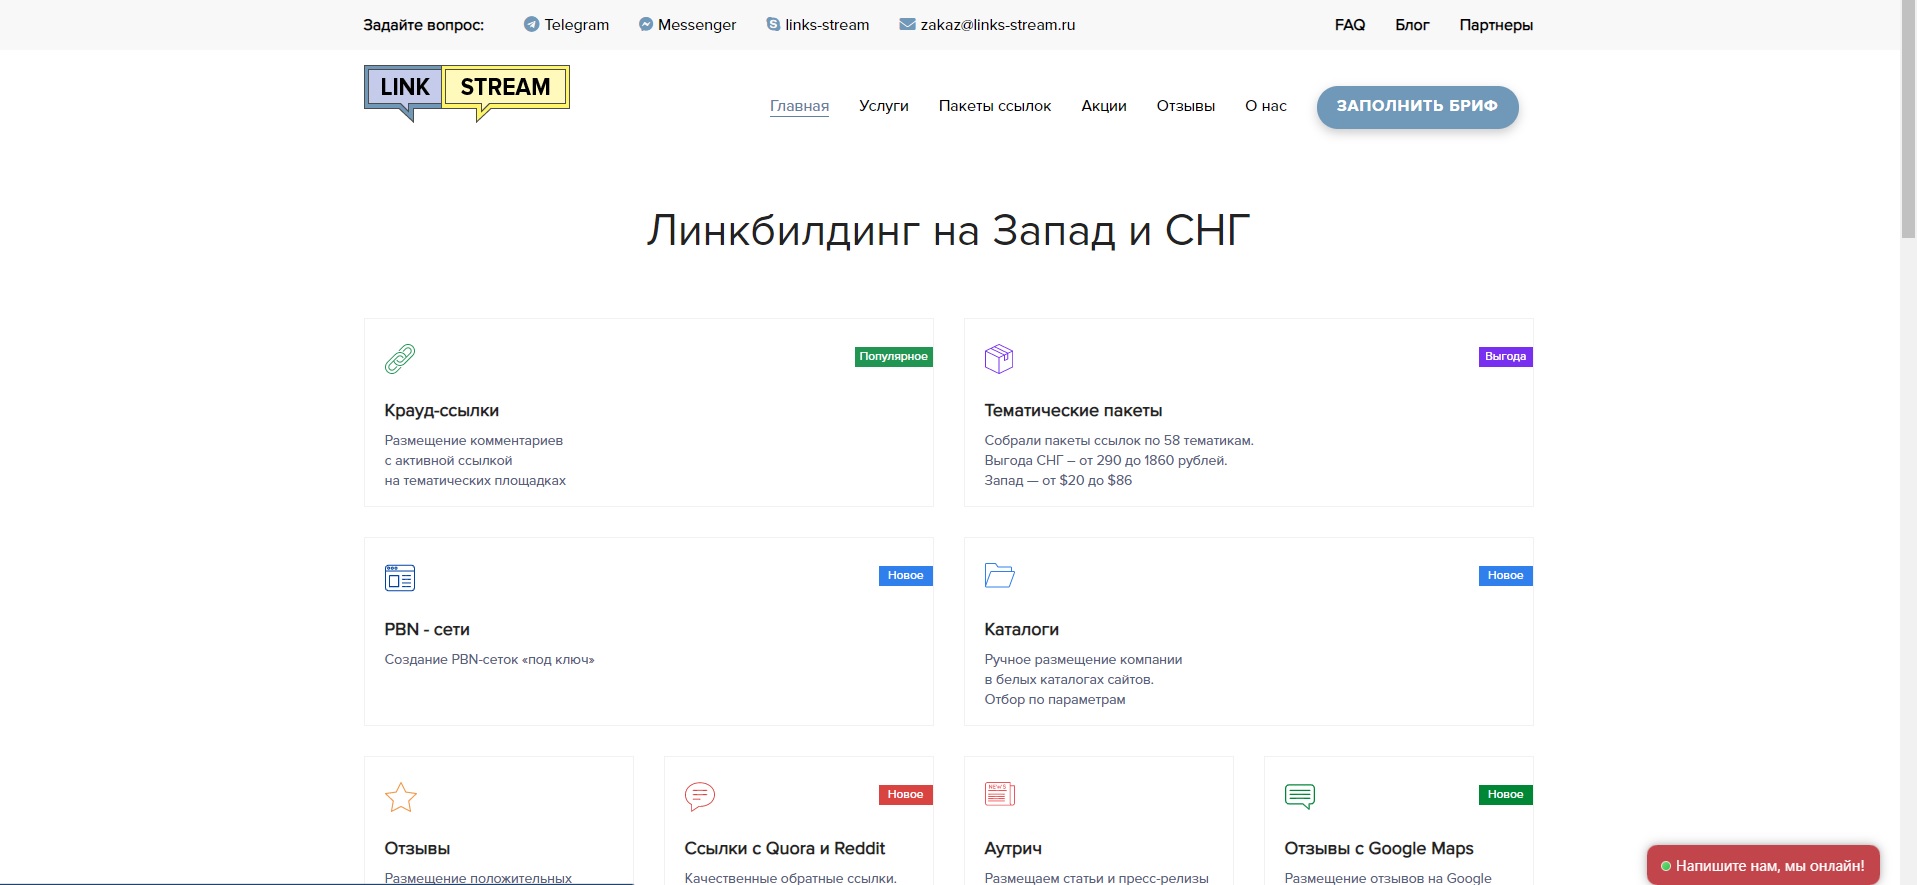 Задайте вопрос: Telegram Messenger links-stream zakaz@links-stream.ru FAQ Блог Партнеры
LINK STREAM
Главная Услуги Пакеты ссылок Акции Отзывы О нас ЗАПОЛНИТЬ БРИФ
Линкбилдинг на Запад и СНГ
Популярное
Крауд-ссылки
Размещение комментариев
с активной ссылкой
на тематических площадках
Выгода
Тематические пакеты
Собрали пакеты ссылок по 58 тематикам.
Выгода СНГ – от 290 до 1860 рублей.
Запад — от $20 до $86
Новое
PBN - сети
Создание PBN-сеток «под ключ»
Новое
Каталоги
Ручное размещение компании
в белых каталогах сайтов.
Отбор по параметрам
Отзывы
Размещение положительных
Новое
Ссылки с Quora и Reddit
Качественные обратные ссылки.
NEWS
Аутрич
Размещаем статьи и пресс-релизы
Новое
Отзывы с Google Maps
Размещение отзывов на Google
Напишите нам, мы онлайн!